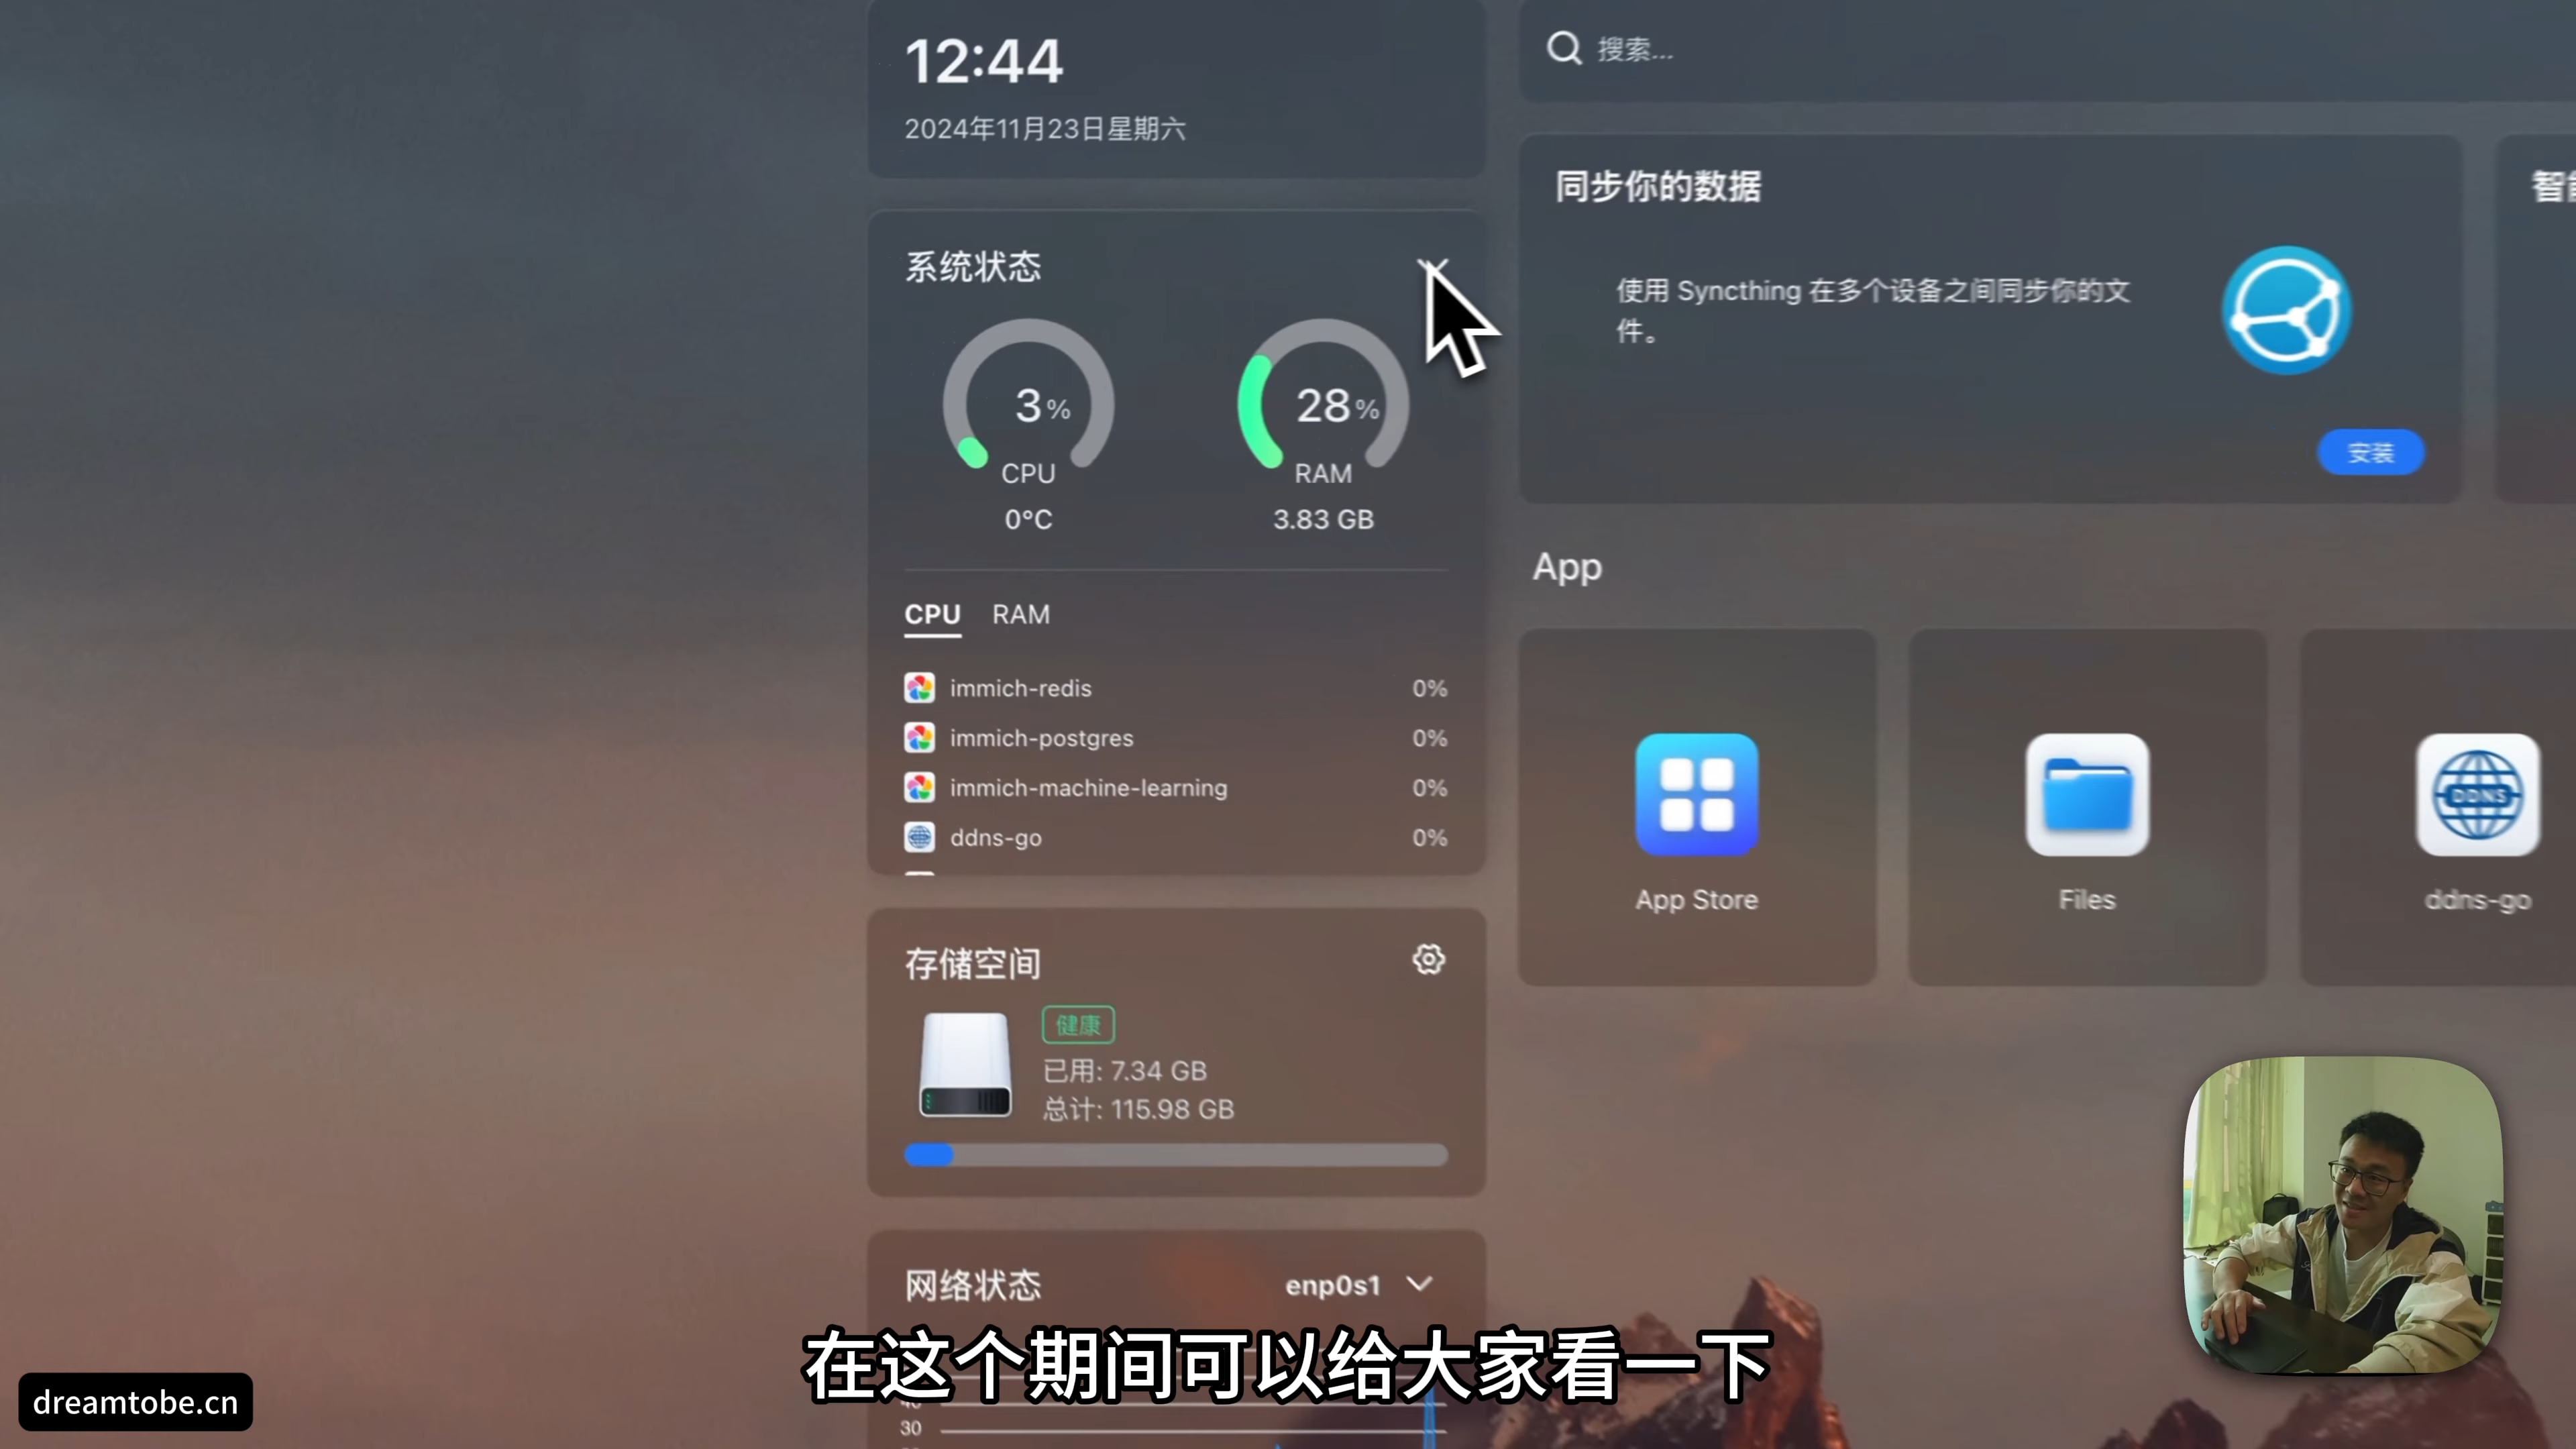 12:44
2024年11月23日星期六
系统状态
3%
CPU
0°C
28%
RAM
3.83 GB
CPU RAM
immich-redis 0%
immich-postgres 0%
immich-machine-learning 0%
ddns-go 0%
存储空间
健康
已用: 7.34 GB
总计: 115.98 GB
网络状态 enp0s1
30
搜索...
同步你的数据
使用 Syncthing 在多个设备之间同步你的文
件。
安装
App
App Store
Files
DDNS
ddns-go
在这个期间可以给大家看一下
dreamtobe.cn